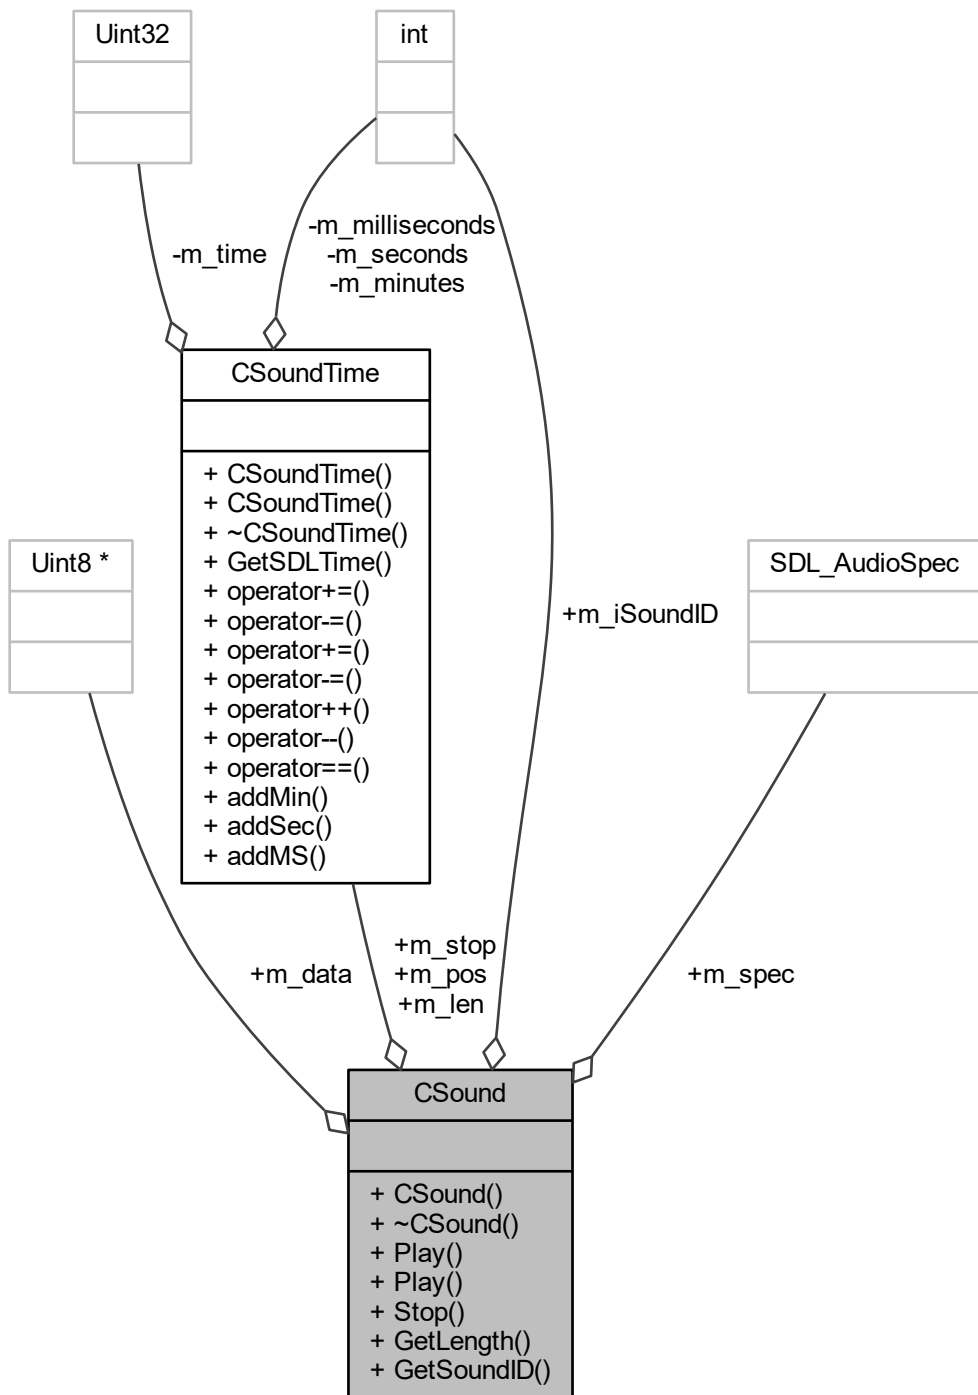 Uint32
int
-m_time
-m_milliseconds
-m_seconds
-m_minutes
CSoundTime
+ CSoundTime()
+ CSoundTime()
+ ~CSoundTime()
+ GetSDLTime()
+ operator+=()
+ operator-=()
+ operator+=()
+ operator-=()
+ operator++()
+ operator--()
+ operator==()
+ addMin()
+ addSec()
+ addMS()
Uint8 *
SDL_AudioSpec
+m_iSoundID
+m_data
+m_stop
+m_pos
+m_len
+m_spec
CSound
+ CSound()
+ ~CSound()
+ Play()
+ Play()
+ Stop()
+ GetLength()
+ GetSoundID()